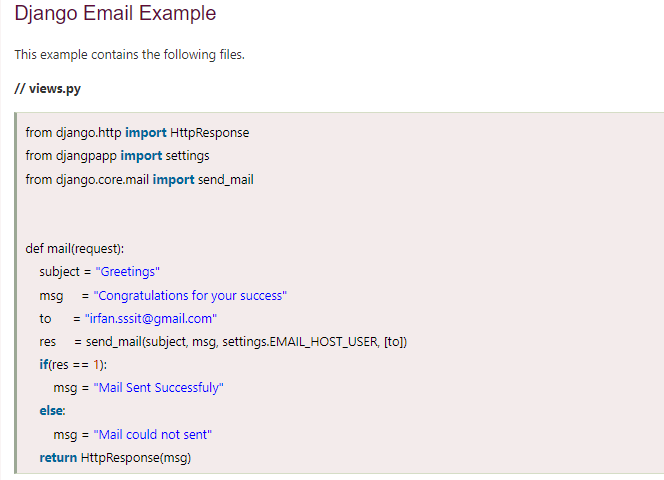 Django Email Example
This example contains the following files.
// views.py
from django.http import HttpResponse
from djangpapp import settings
from django.core.mail import send_mail
def mail(request):
subject = "Greetings"
msg = "Congratulations for your success"
to = "irfan.sssit@gmail.com"
res = send_mail(subject, msg, settings.EMAIL_HOST_USER, [to])
if(res == 1):
msg = "Mail Sent Successfuly"
else:
msg = "Mail could not sent"
return HttpResponse(msg)